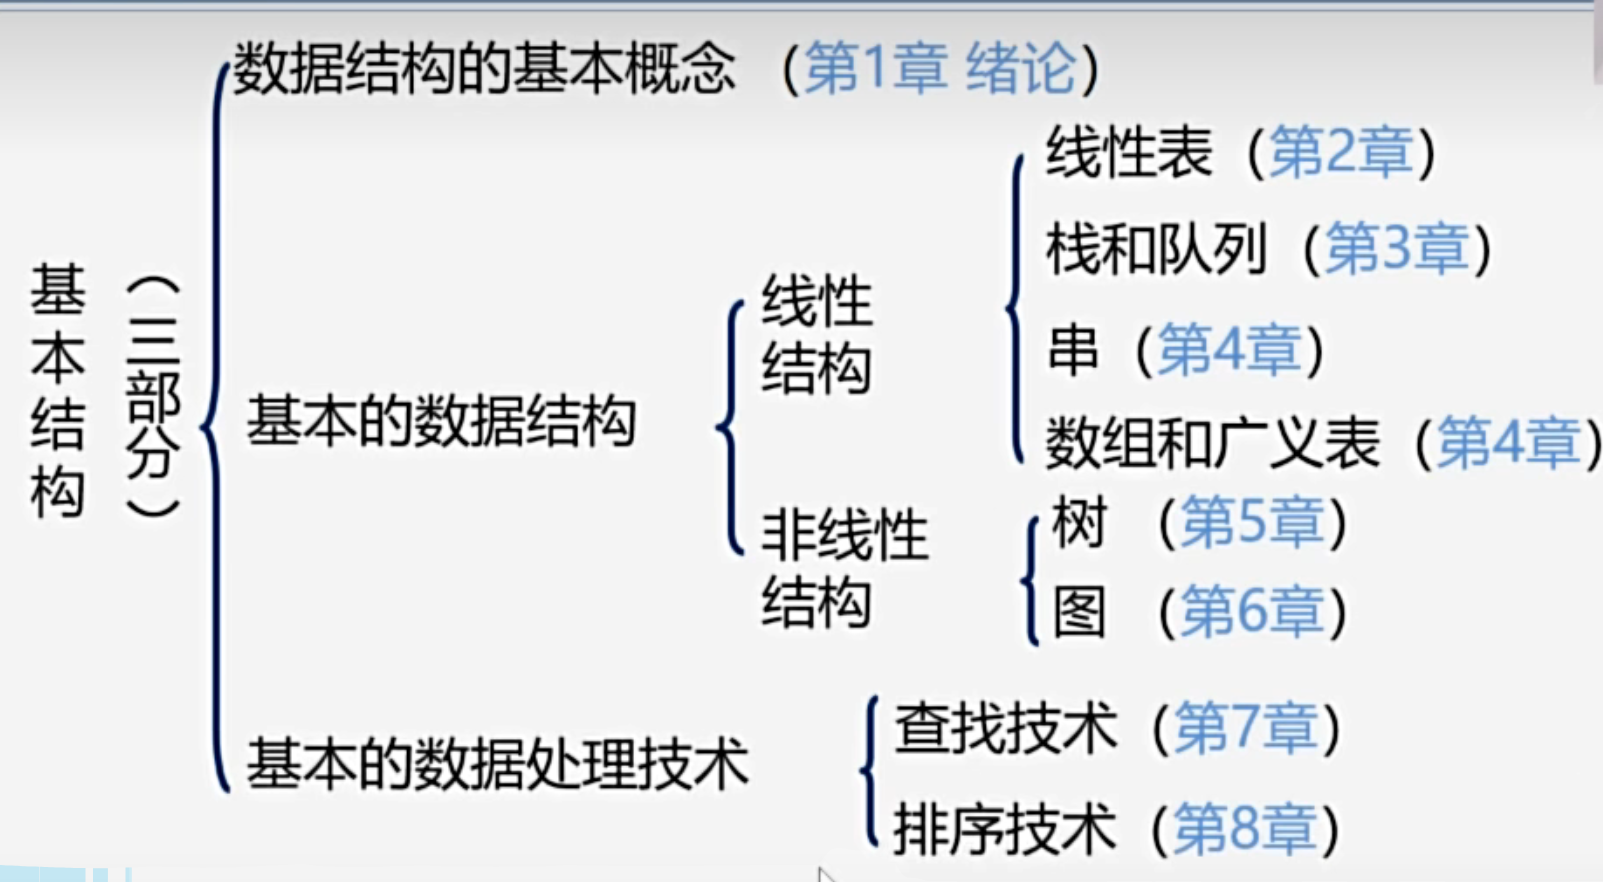 数据结构的基本概念 （第1章 绪论）
线性表（第2章）
栈和队列（第3章）
基本结构
（三部分）
线性
结构
串（第4章）
基本的数据结构
数组和广义表（第4章）
非线性
结构
树 （第5章）
图 （第6章）
基本的数据处理技术
查找技术（第7章）
排序技术（第8章）